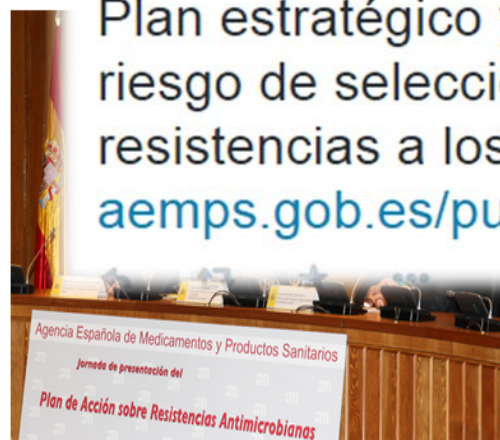 Plan estratégico
riesgo de selecci
resistencias a los
aemps.gob.es/pu
Agencia Española de Medicamentos y Productos Sanitarios
Jornada de presentación del
Plan de Acción sobre Resistencias Antimicrobianas